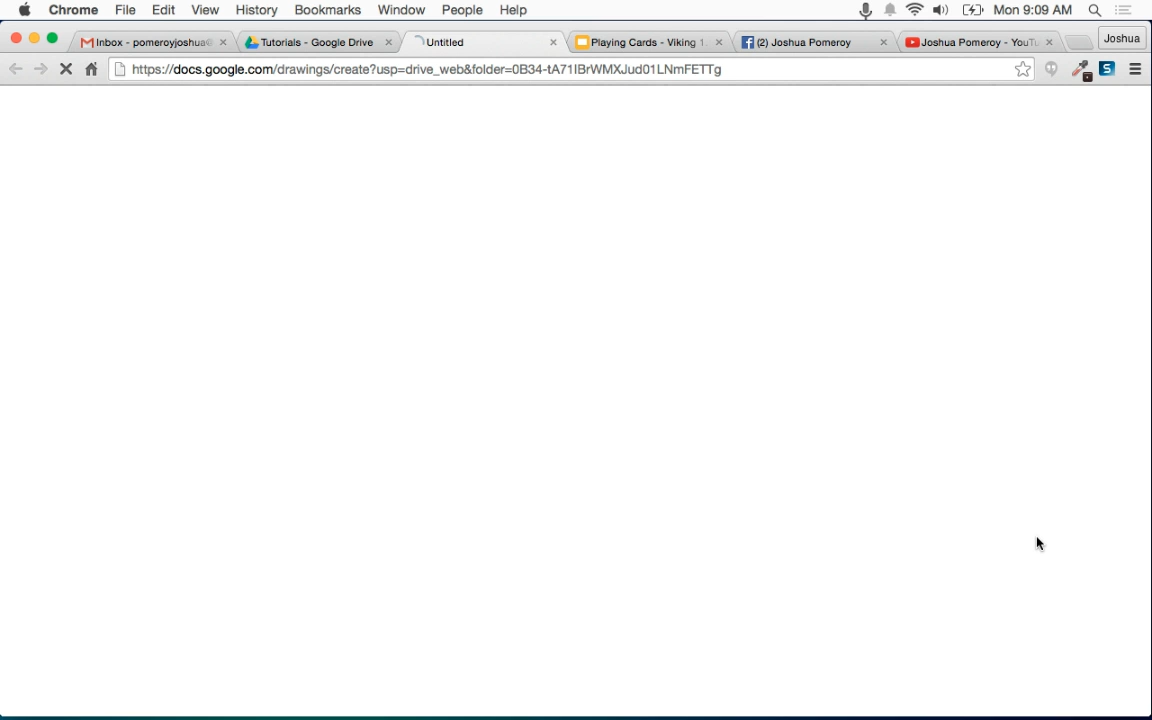 Chrome File Edit View History Bookmarks Window People Help Mon 9:09 AM
Inbox - pomeroyjoshua@ Tutorials - Google Drive Untitled Playing Cards - Viking 1. (2) Joshua Pomeroy Joshua Pomeroy - YouTu Joshua
https://docs.google.com/drawings/create?usp=drive_web&folder=0B34-tA71IBrWMXJud01LNmFETTg S